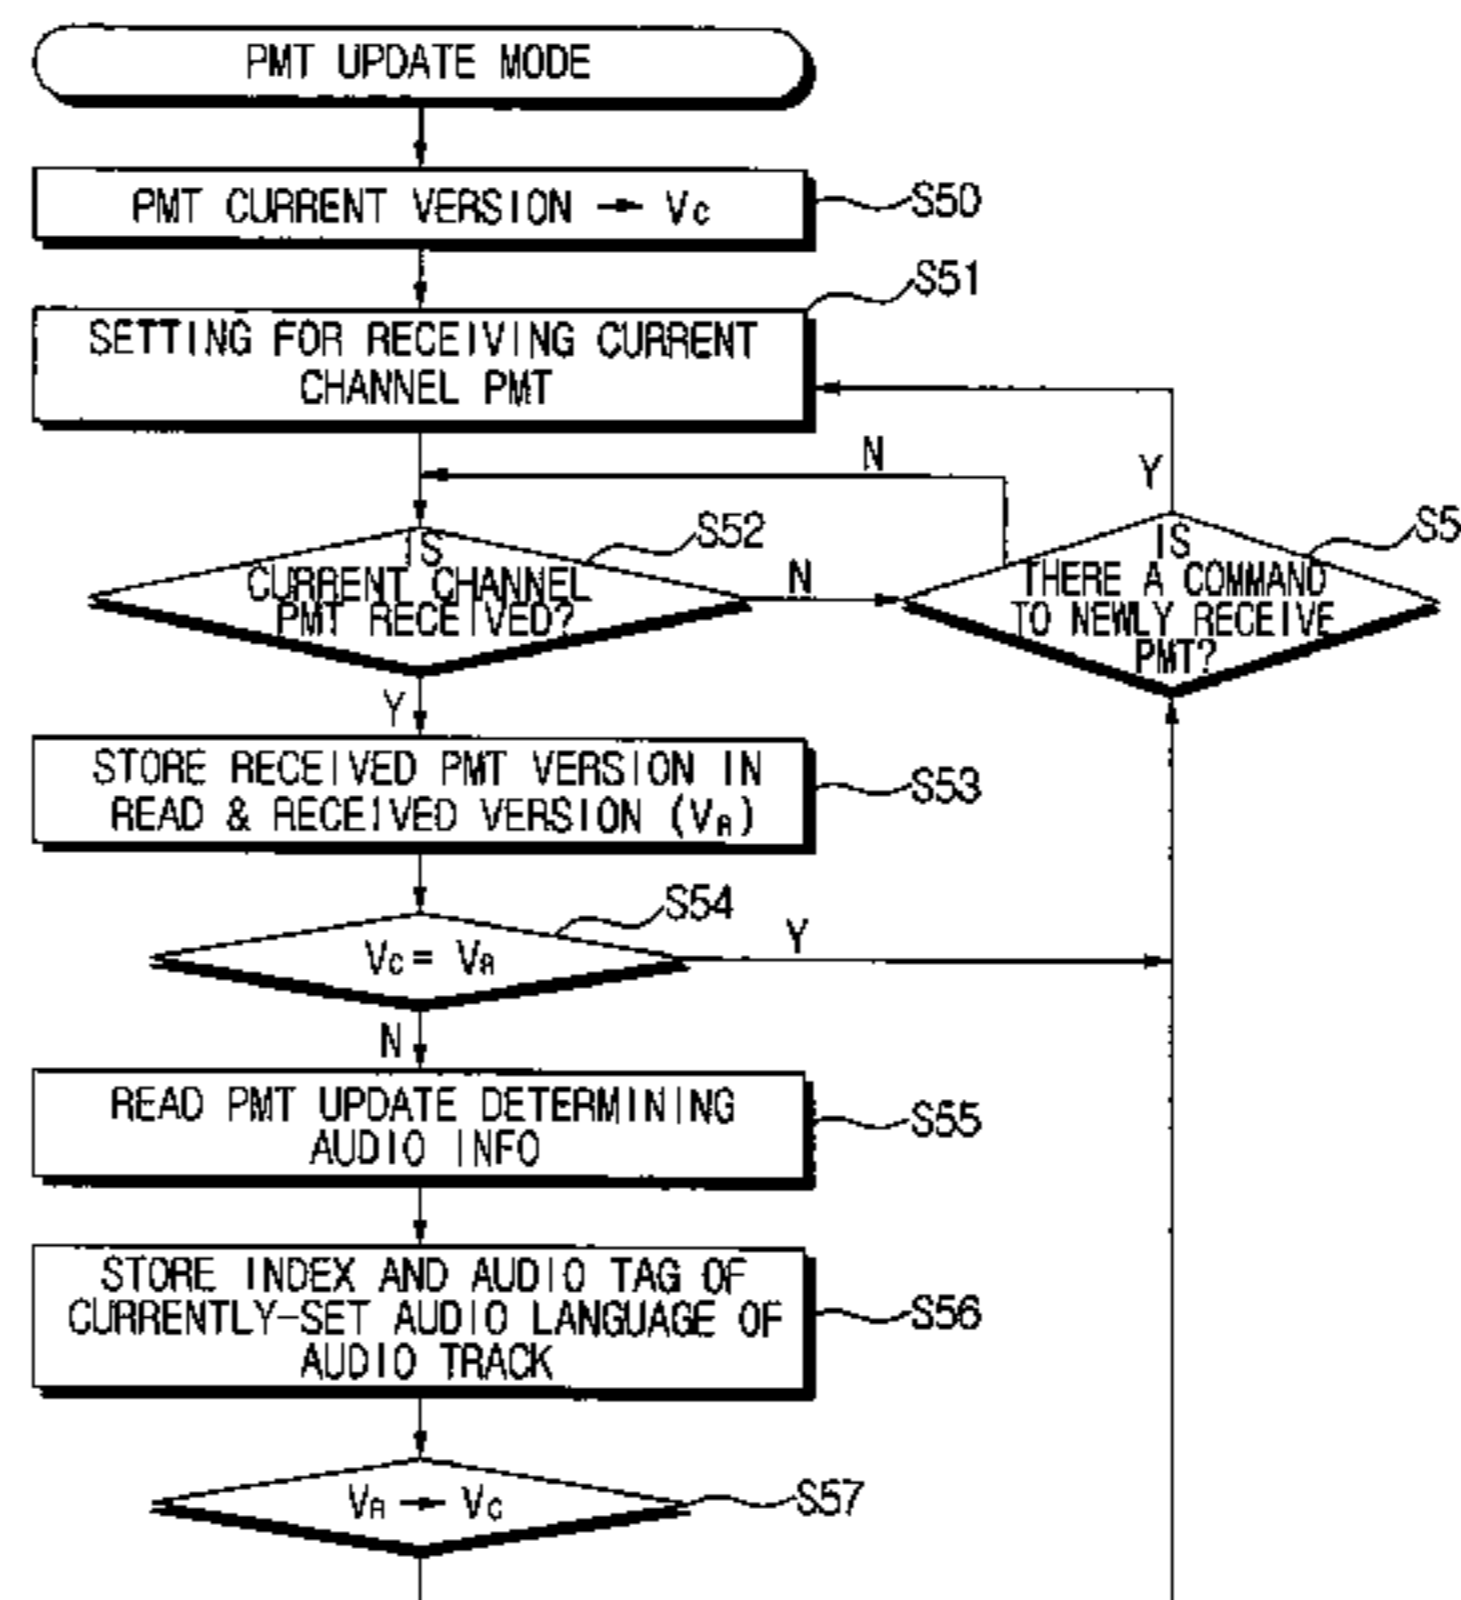 PMT UPDATE MODE
PMT CURRENT VERSION → Vc
S50
S51
SETTING FOR RECEIVING CURRENT
CHANNEL PMT
N
Y
S52
S5
IS
CURRENT CHANNEL
PMT RECEIVED?
N
IS
THERE A COMMAND
TO NEWLY RECEIVE
PMT?
Y
STORE RECEIVED PMT VERSION IN
READ & RECEIVED VERSION (VR)
S53
S54
Vc = VR
Y
N
READ PMT UPDATE DETERMINING
AUDIO INFO
S55
STORE INDEX AND AUDIO TAG OF
CURRENTLY-SET AUDIO LANGUAGE OF
AUDIO TRACK
S56
VR → Vc
S57